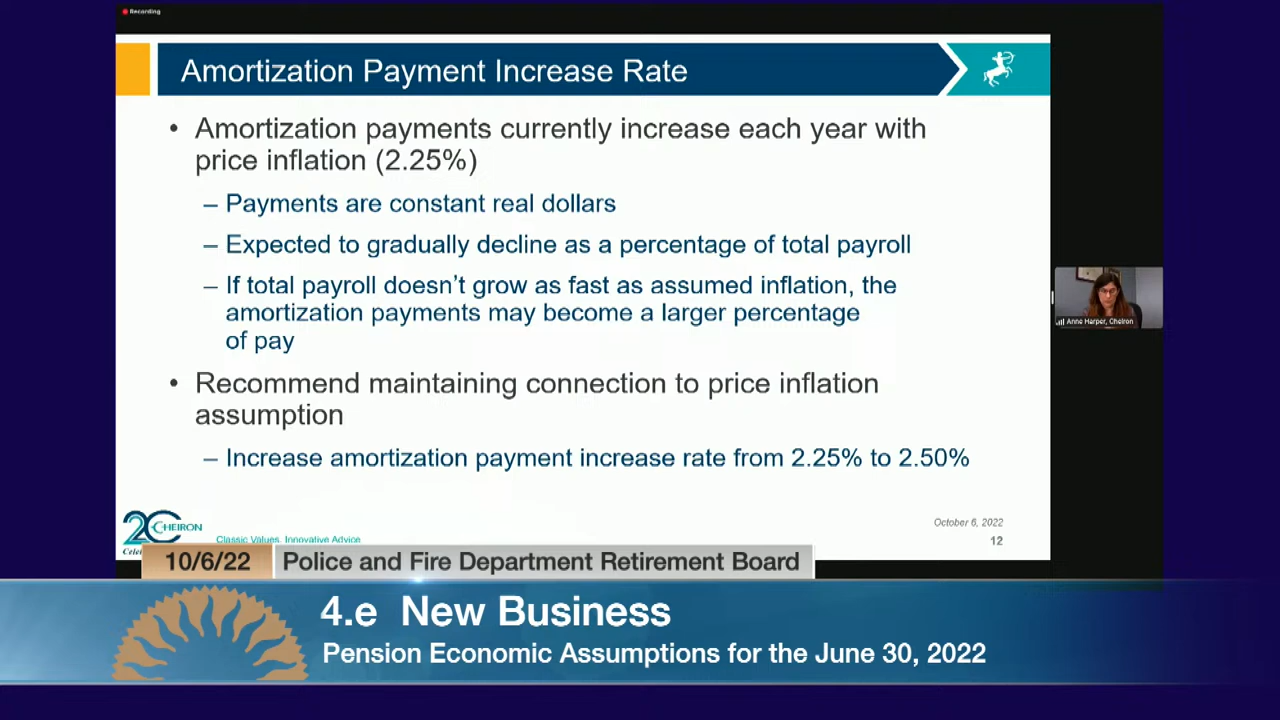 Recording
Amortization Payment Increase Rate
• Amortization payments currently increase each year with
price inflation (2.25%)
– Payments are constant real dollars
– Expected to gradually decline as a percentage of total payroll
– If total payroll doesn't grow as fast as assumed inflation, the
amortization payments may become a larger percentage
of pay
• Recommend maintaining connection to price inflation
assumption
– Increase amortization payment increase rate from 2.25% to 2.50%
Anne Harper, Cheiron
October 6, 2022
12
CHEIRON
Classic Values, Innovative Advice
10/6/22 Police and Fire Department Retirement Board
4.e New Business
Pension Economic Assumptions for the June 30, 2022